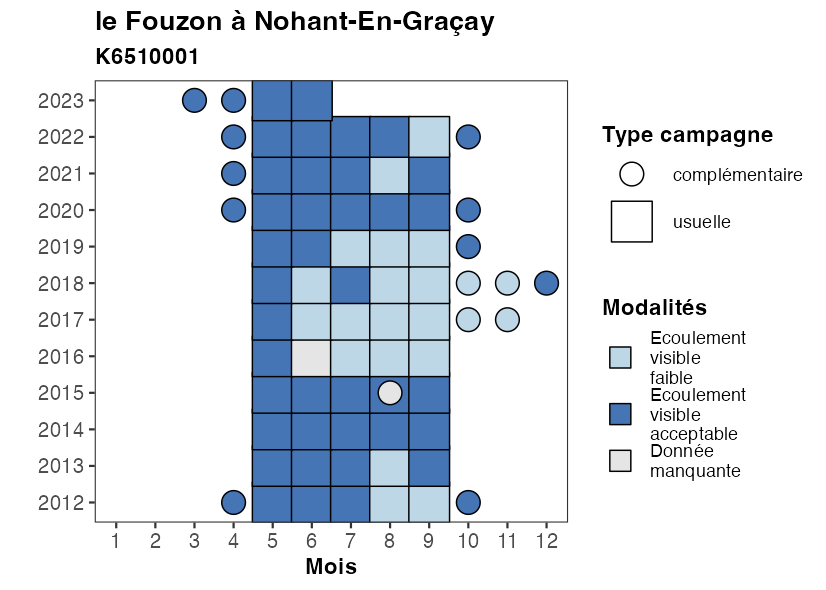 le Fouzon à Nohant-En-Graçay
K6510001
2023
2022
2021
2020
2019
2018
2017
2016
2015
2014
2013
2012
1 2 3 4 5 6 7 8 9 10 11 12
Mois
Type campagne
complémentaire
usuelle
Modalités
Ecoulement
visible
faible
Ecoulement
visible
acceptable
Donnée
manquante